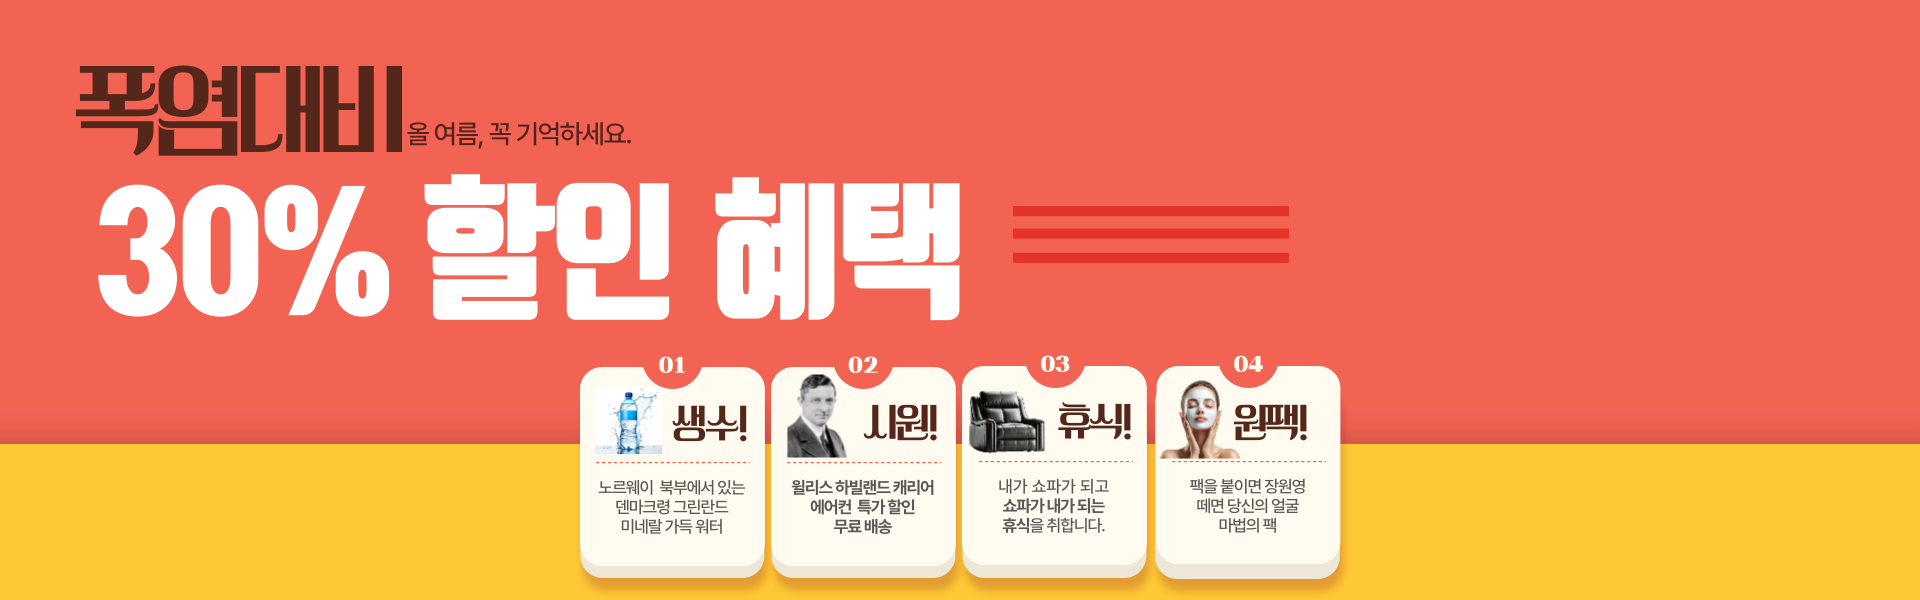 폭염대비
올 여름, 꼭 기억하세요.
30% 할인 혜택
01
생수!
노르웨이 북부에서 있는
덴마크령 그린란드
미네랄 가득 워터
02
시원!
윌리스 하빌랜드 캐리어
에어컨 특가 할인
무료 배송
03
휴식!
내가 쇼파가 되고
쇼파가 내가 되는
휴식을 취합니다.
04
원팩!
팩을 붙이면 장원영
떼면 당신의 얼굴
마법의 팩